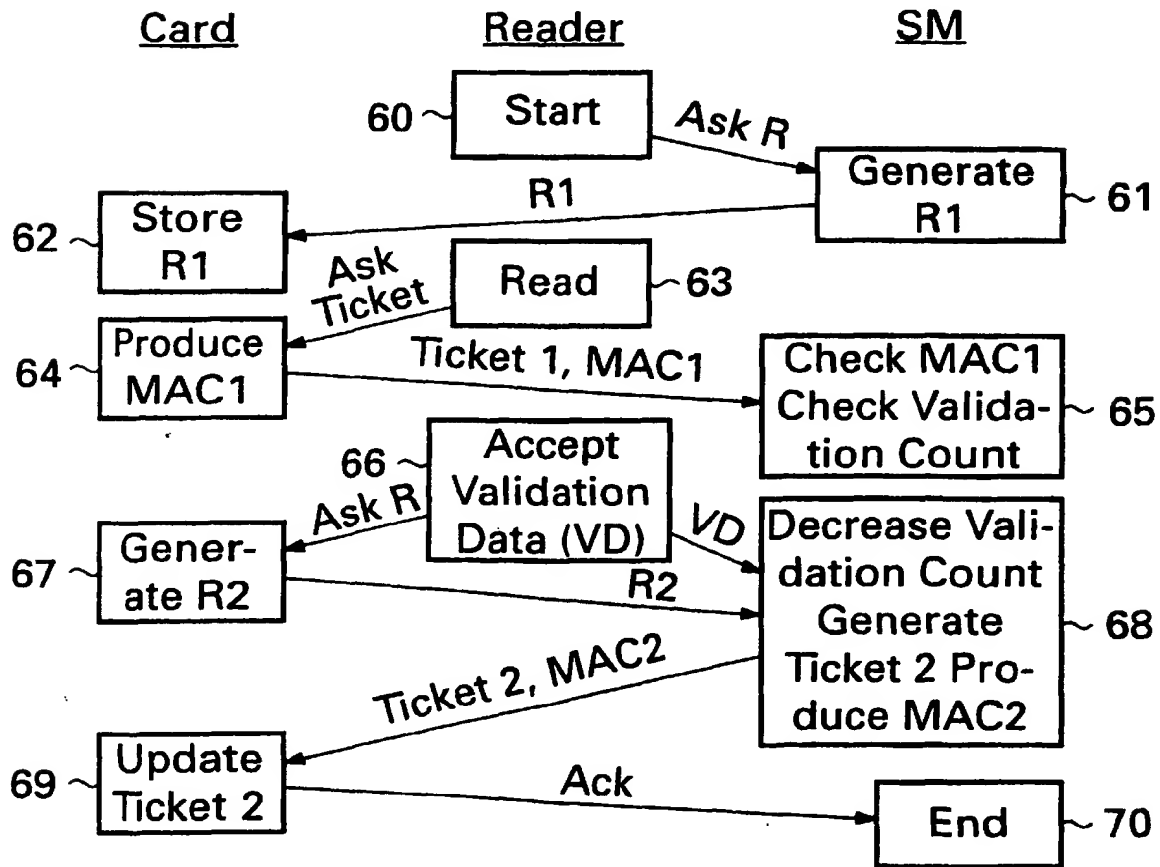 Card
Reader
SM
60
Start
Ask R
Generate
R1
61
R1
62
Store
R1
Ask
Ticket
Read
63
64
Produce
MAC1
Ticket 1, MAC1
Check MAC1
Check Valida-
tion Count
65
66
Accept
Validation
Data (VD)
Ask R
VD
67
Gener-
ate R2
R2
Decrease Vali-
dation Count
Generate
Ticket 2 Pro-
duce MAC2
68
Ticket 2, MAC2
69
Update
Ticket 2
Ack
End
70